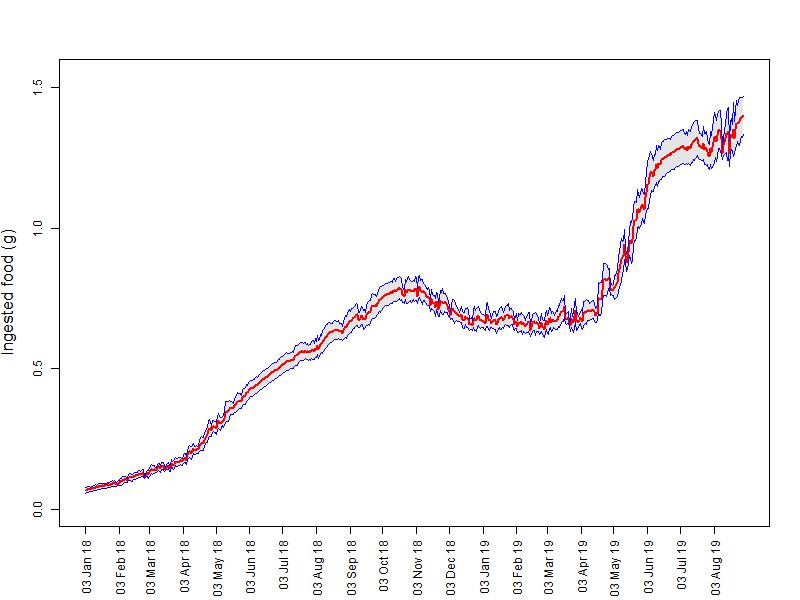 Ingested food (g)
1.5
1.0
0.5
0.0
03 Jan 18
03 Feb 18
03 Mar 18
03 Apr 18
03 May 18
03 Jun 18
03 Jul 18
03 Aug 18
03 Sep 18
03 Oct 18
03 Nov 18
03 Dec 18
03 Jan 19
03 Feb 19
03 Mar 19
03 Apr 19
03 May 19
03 Jun 19
03 Jul 19
03 Aug 19